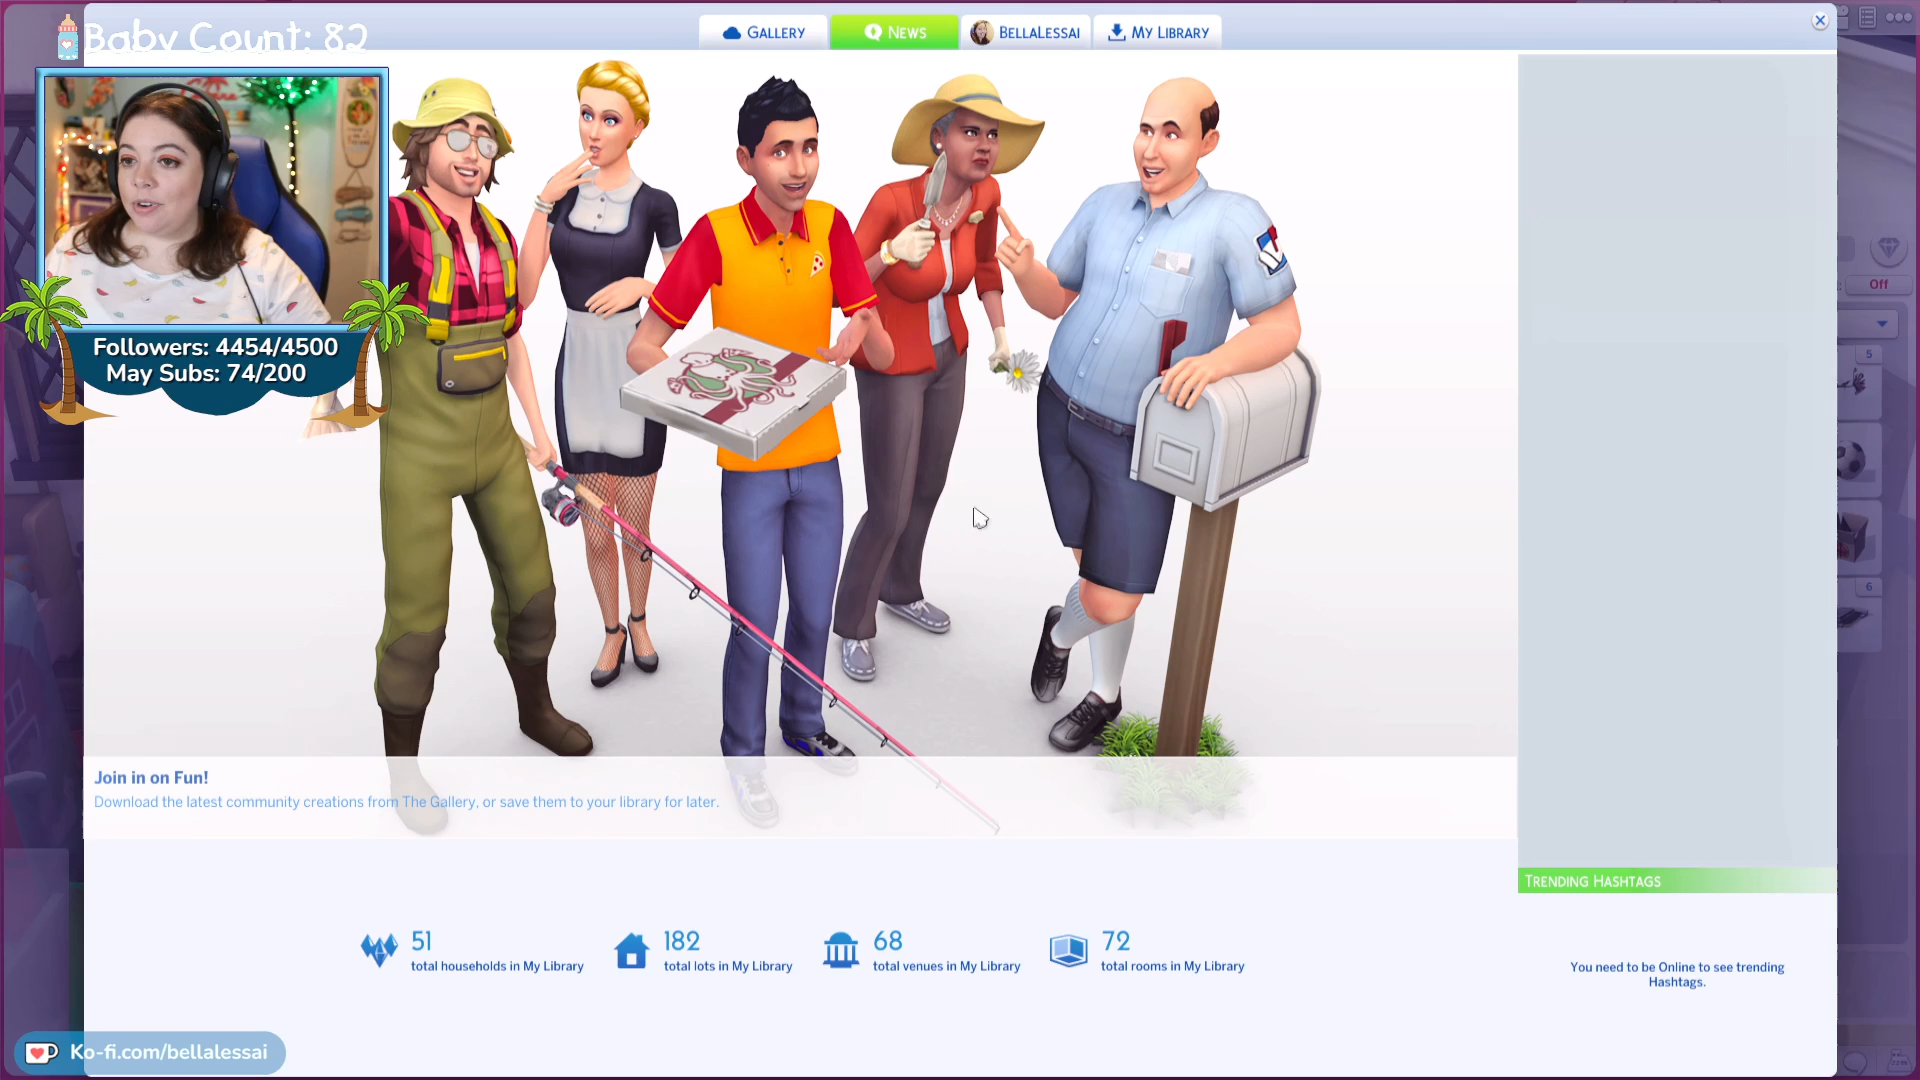 Baby Count: 82
GALLERY
NEWS
BELLALESSAI
MY LIBRARY
Followers: 4454/4500
May Subs: 74/200
Off
5
6
Join in on Fun!
Download the latest community creations from The Gallery, or save them to your library for later.
TRENDING HASHTAGS
51
total households in My Library
182
total lots in My Library
68
total venues in My Library
72
total rooms in My Library
You need to be Online to see trending
Hashtags.
Ko-fi.com/bellalessai